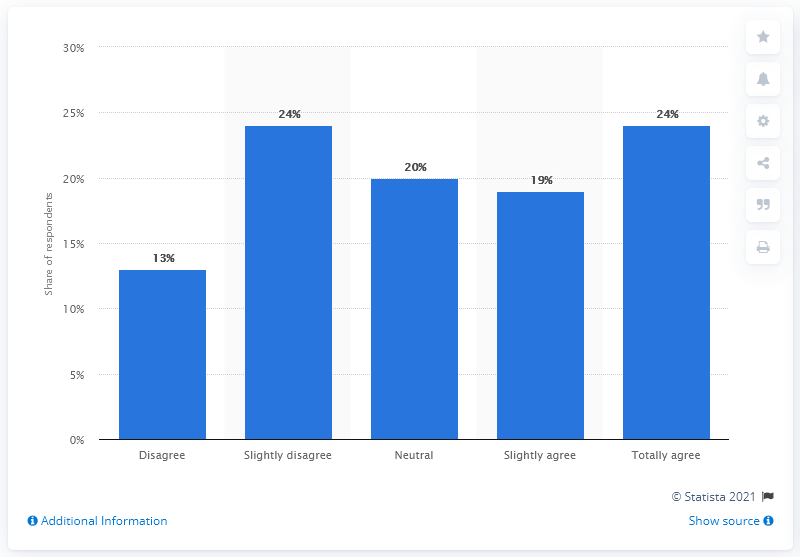 30%
25%
20%
15%
10%
5%
0%
Share of respondents
13%
24%
20%
19%
24%
Disagree
Slightly disagree
Neutral
Slightly agree
Totally agree
© Statista 2021
Additional Information
Show source